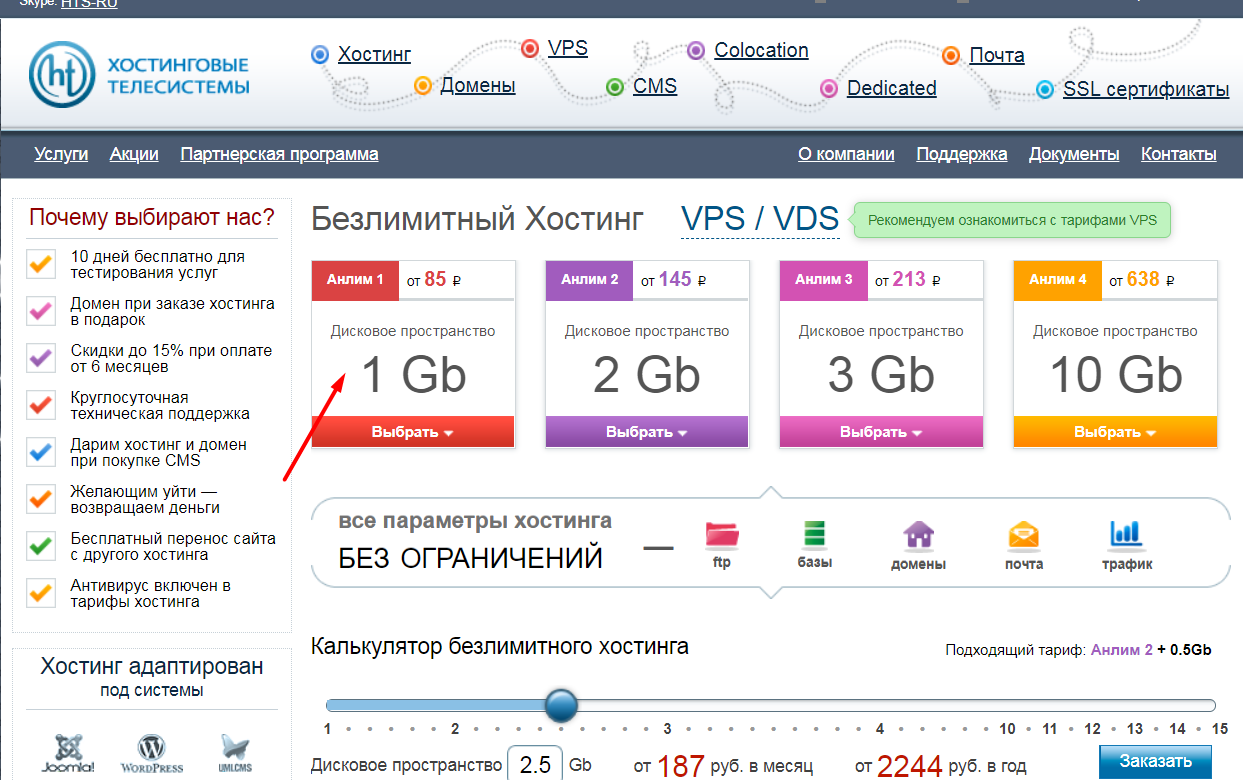 Skype: HTS-RU
ht ХОСТИНГОВЫЕ
ТЕЛЕСИСТЕМЫ
Хостинг
Домены
VPS
CMS
Colocation
Dedicated
Почта
SSL сертификаты
Услуги Акции Партнерская программа О компании Поддержка Документы Контакты
Почему выбирают нас?
10 дней бесплатно для
тестирования услуг
Домен при заказе хостинга
в подарок
Скидки до 15% при оплате
от 6 месяцев
Круглосуточная
техническая поддержка
Дарим хостинг и домен
при покупке CMS
Желающим уйти —
возвращаем деньги
Бесплатный перенос сайта
с другого хостинга
Антивирус включен в
тарифы хостинга
Хостинг адаптирован
под системы
Joomla! WORDPRESS UMI.CMS
Безлимитный Хостинг VPS / VDS Рекомендуем ознакомиться с тарифами VPS
Анлим 1 от 85 ₽
Дисковое пространство
1 Gb
Выбрать
Анлим 2 от 145 ₽
Дисковое пространство
2 Gb
Выбрать
Анлим 3 от 213 ₽
Дисковое пространство
3 Gb
Выбрать
Анлим 4 от 638 ₽
Дисковое пространство
10 Gb
Выбрать
все параметры хостинга
БЕЗ ОГРАНИЧЕНИЙ —
ftp базы домены почта трафик
Калькулятор безлимитного хостинга
Подходящий тариф: Анлим 2 + 0.5Gb
1 2 3 4 10 11 12 13 14 15
Дисковое пространство 2.5 Gb от 187 руб. в месяц от 2244 руб. в год Заказать